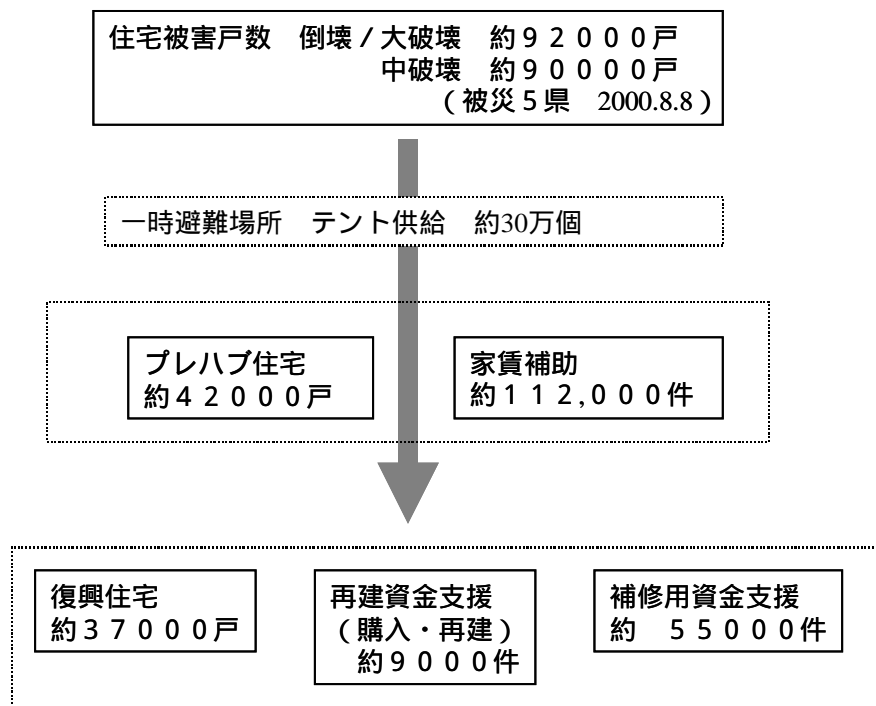 住宅被害戸数　倒壊/大破壊　約９２０００戸
中破壊　約９００００戸
(被災５県　2000.8.8)
一時避難場所　テント供給　約30万個
プレハブ住宅
約４２０００戸
家賃補助
約１１２,０００件
復興住宅
約３７０００戸
再建資金支援
(購入・再建)
約９０００件
補修用資金支援
約　５５０００件